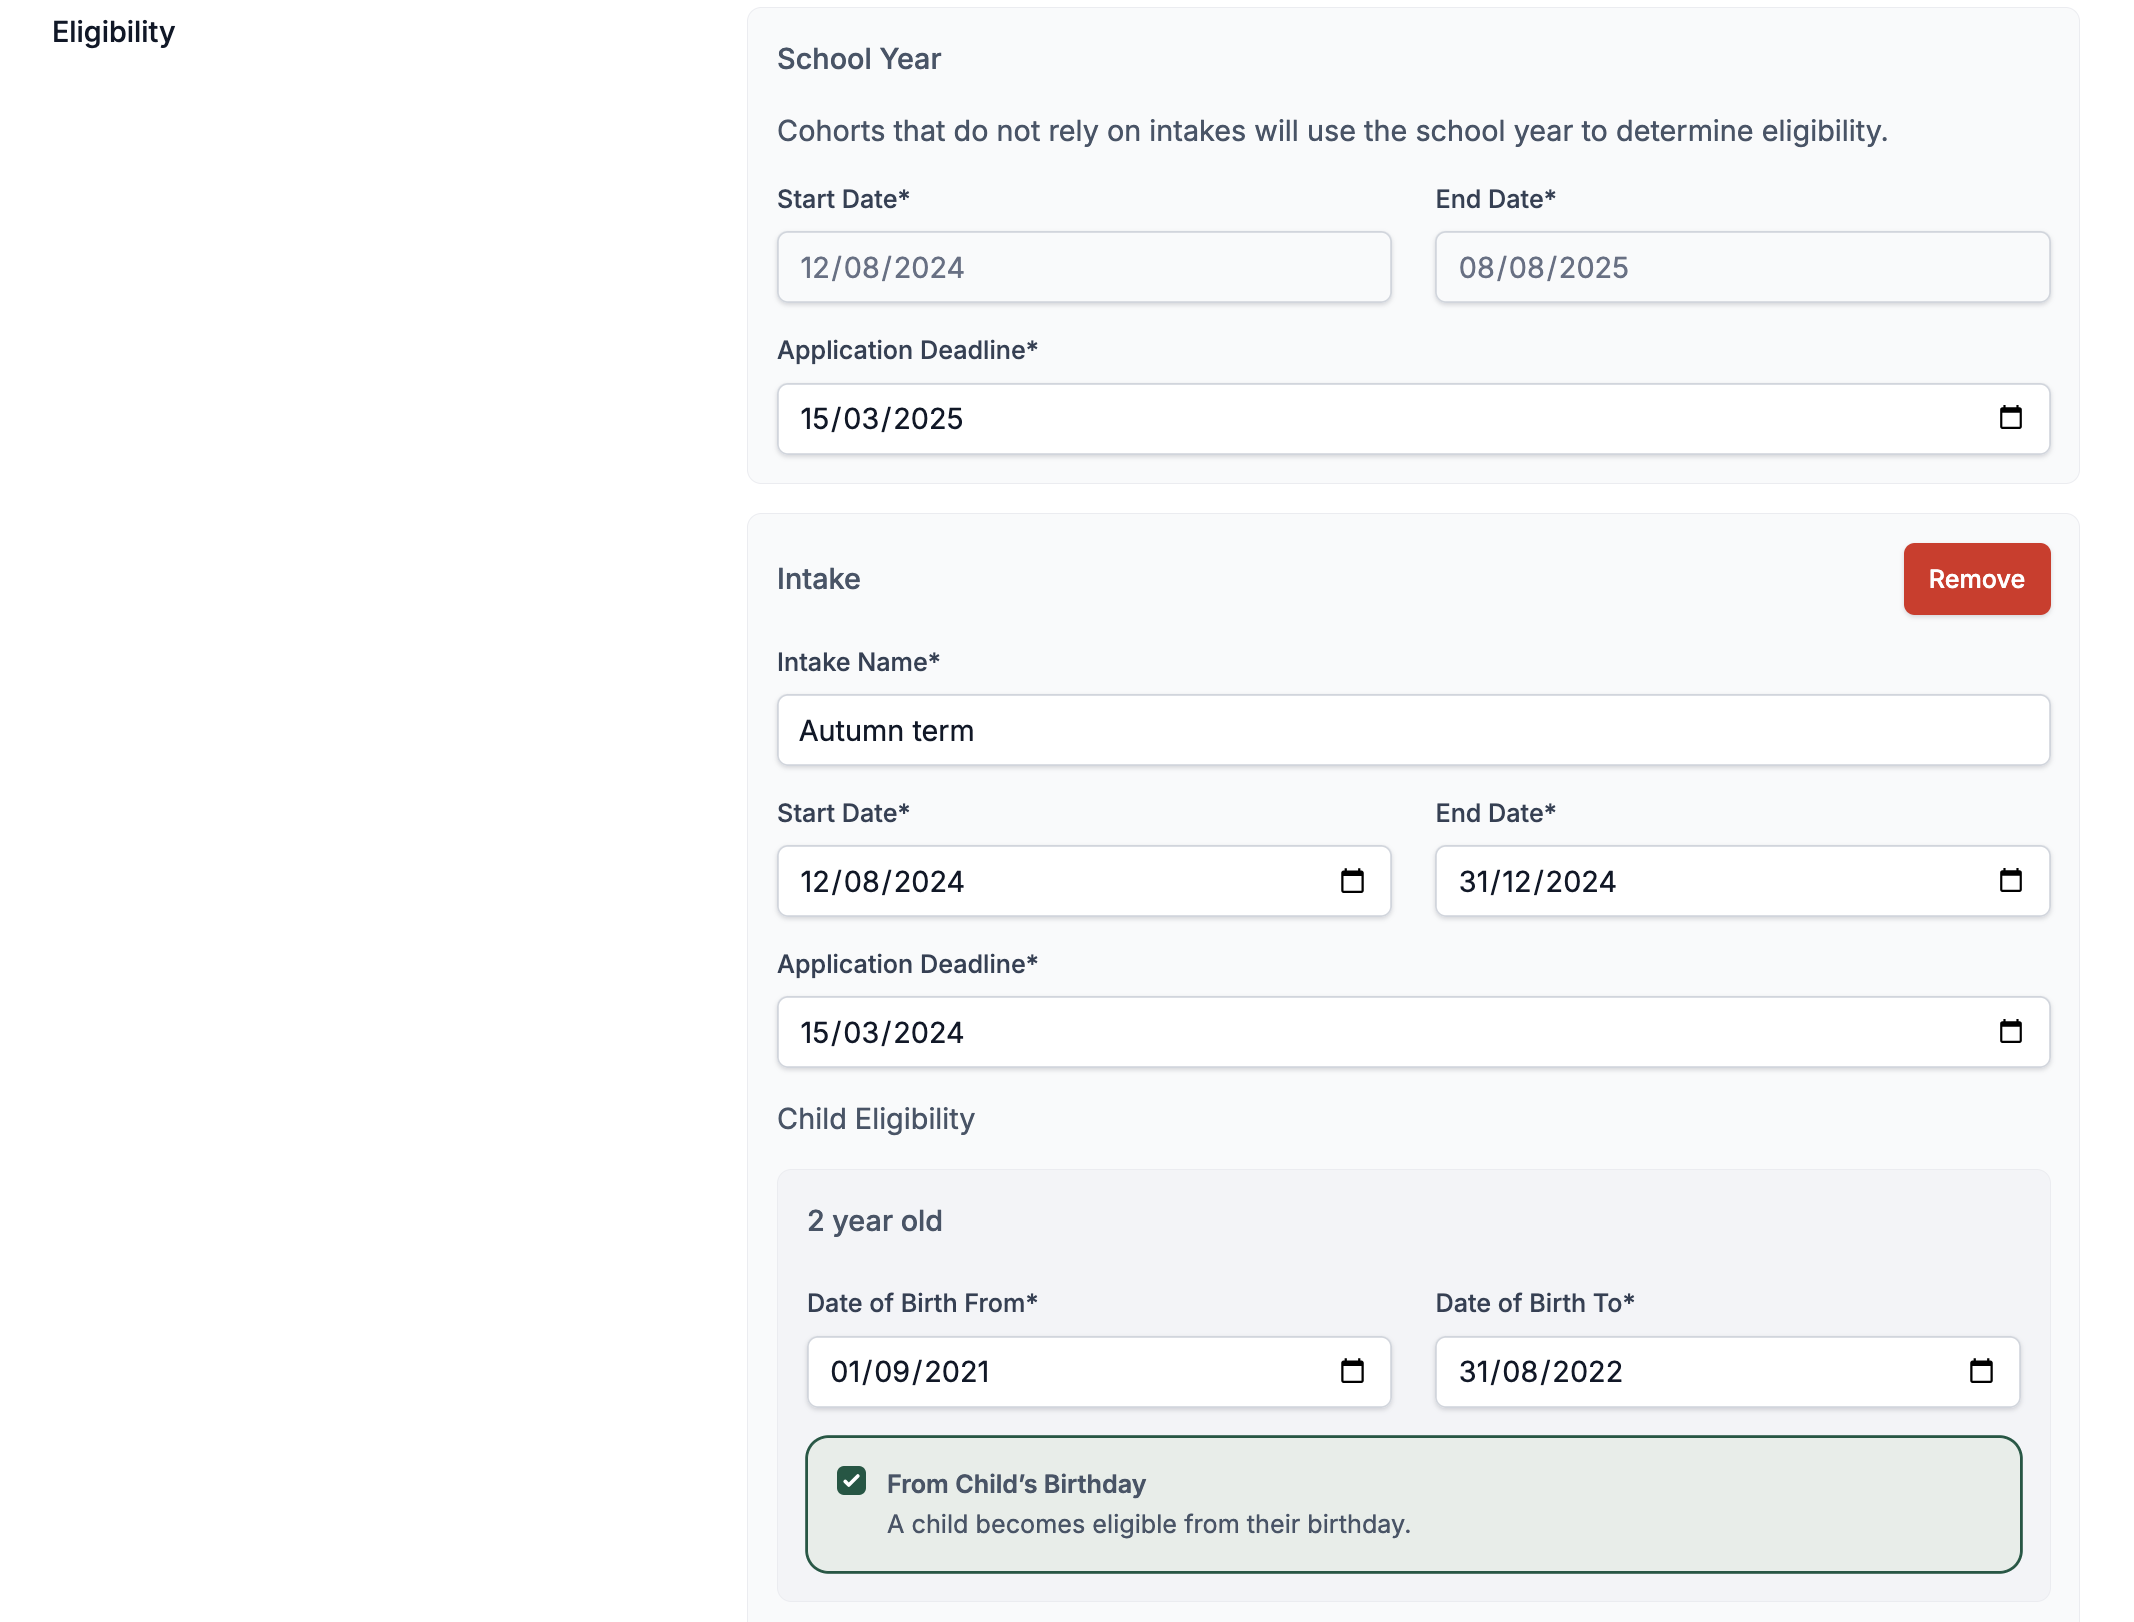 Eligibility
School Year
Cohorts that do not rely on intakes will use the school year to determine eligibility.
Start Date* End Date*
12/08/2024 08/08/2025
Application Deadline*
15/03/2025
Intake Remove
Intake Name*
Autumn term
Start Date* End Date*
12/08/2024 31/12/2024
Application Deadline*
15/03/2024
Child Eligibility
2 year old
Date of Birth From* Date of Birth To*
01/09/2021 31/08/2022
From Child’s Birthday
A child becomes eligible from their birthday.